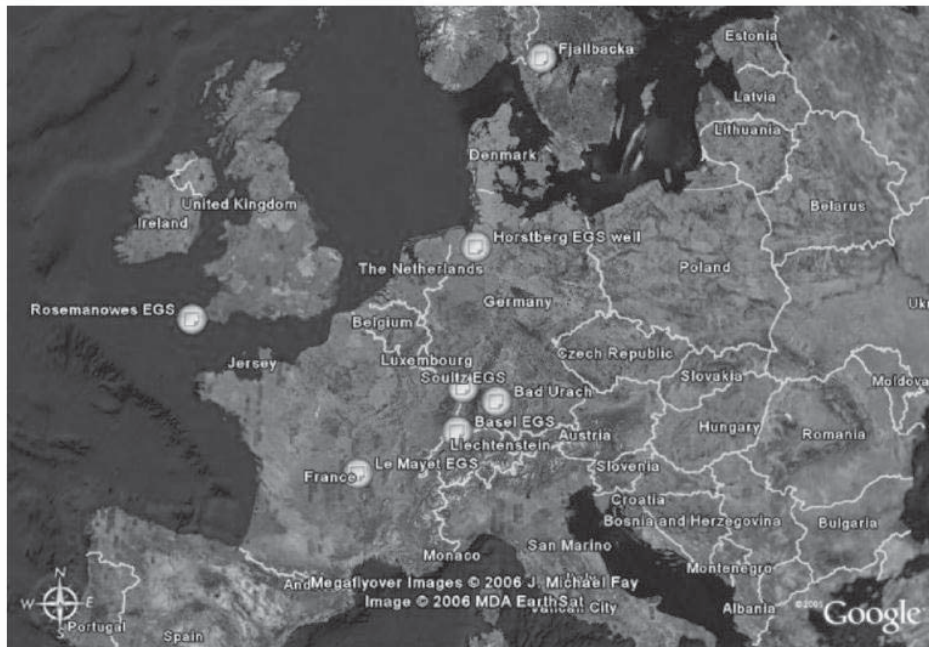 Fjallbacka
Estonia
Latvia
Lithuania
Denmark
United Kingdom
Ireland
Belarus
Horstberg EGS well
The Netherlands
Poland
Germany
Rosemanowes EGS
Belgium
Jersey
Luxembourg
Czech Republic
Soultz EGS
Slovakia
Moldova
Bad Urach
Basel EGS
Liechtenstein
Austria
Hungary
Romania
Le Mayet EGS
France
Slovenia
Croatia
Bosnia and Herzegovina
Bulgaria
San Marino
Monaco
Montenegro
N
W E
S
Megaflyover Images © 2006 J. Michael Fay
Image © 2006 MDA EarthSat
City
Albania
©2005 Google
Portugal
Spain